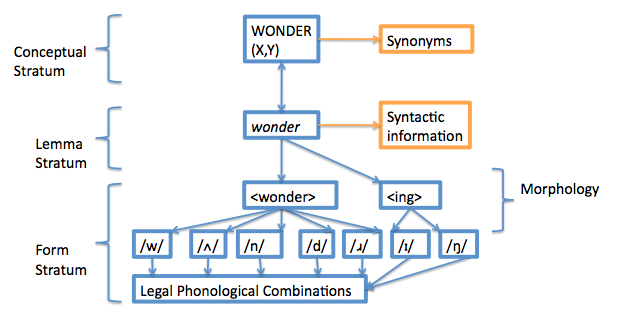 WONDER
(X,Y)
Synonyms
Conceptual
Stratum
wonder
Syntactic
information
Lemma
Stratum
<wonder>
<ing>
Morphology
/w/
/ʌ/
/n/
/d/
/ɹ/
/ɪ/
/ŋ/
Form
Stratum
Legal Phonological Combinations